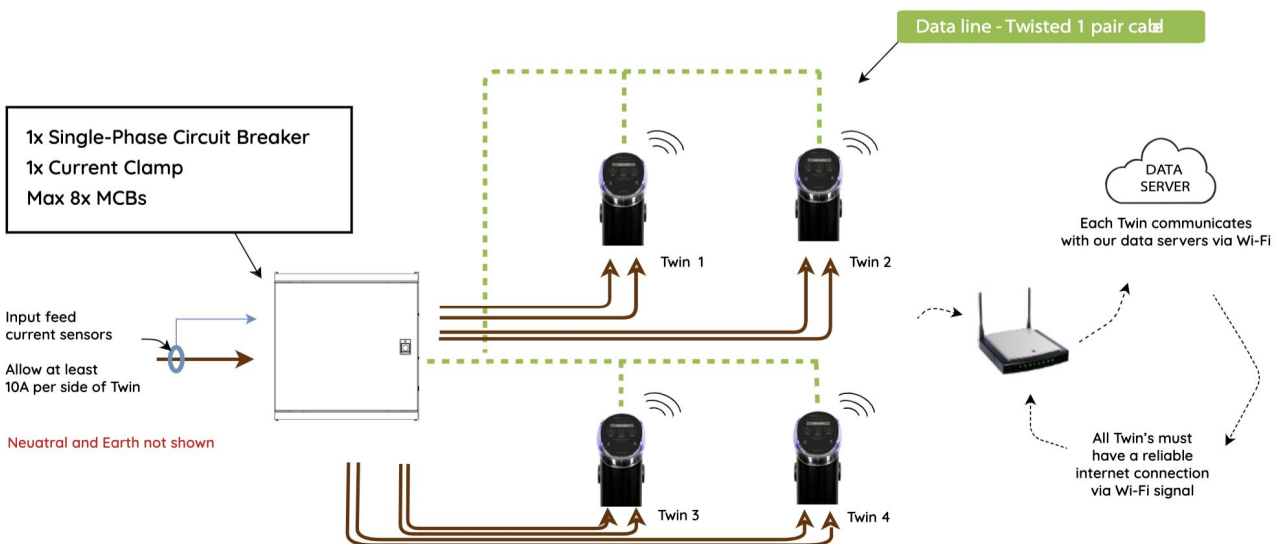 Data line - Twisted 1 pair cabel
1x Single-Phase Circuit Breaker
1x Current Clamp
Max 8x MCBs
DATA
SERVER
Each Twin communicates
with our data servers via Wi-Fi
Twin 1
Twin 2
Input feed
current sensors
Allow at least
10A per side of Twin
Neuatral and Earth not shown
All Twin's must
have a reliable
internet connection
via Wi-Fi signal
Twin 3
Twin 4